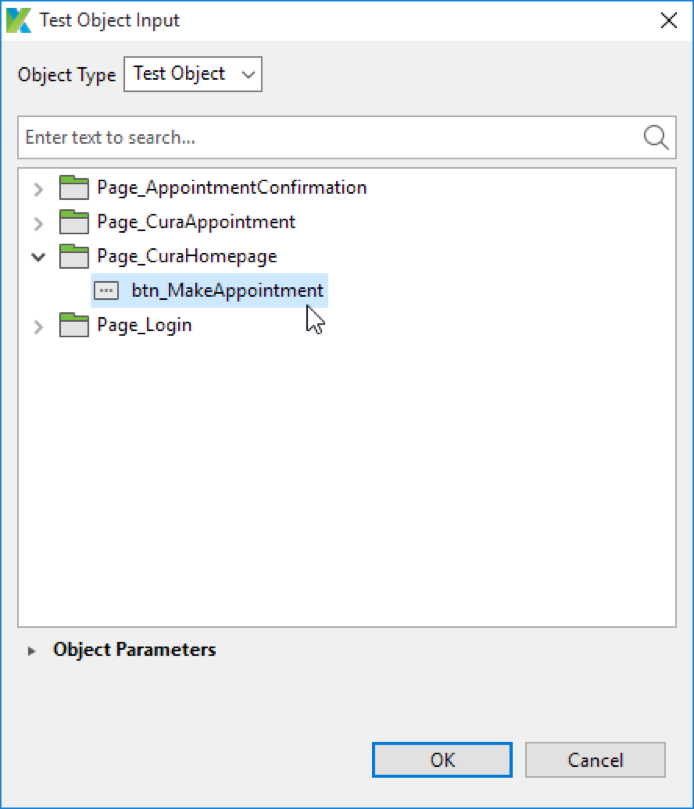 Test Object Input
Object Type Test Object
Enter text to search...
Page_AppointmentConfirmation
Page_CuraAppointment
Page_CuraHomepage
btn_MakeAppointment
Page_Login
Object Parameters
OK Cancel